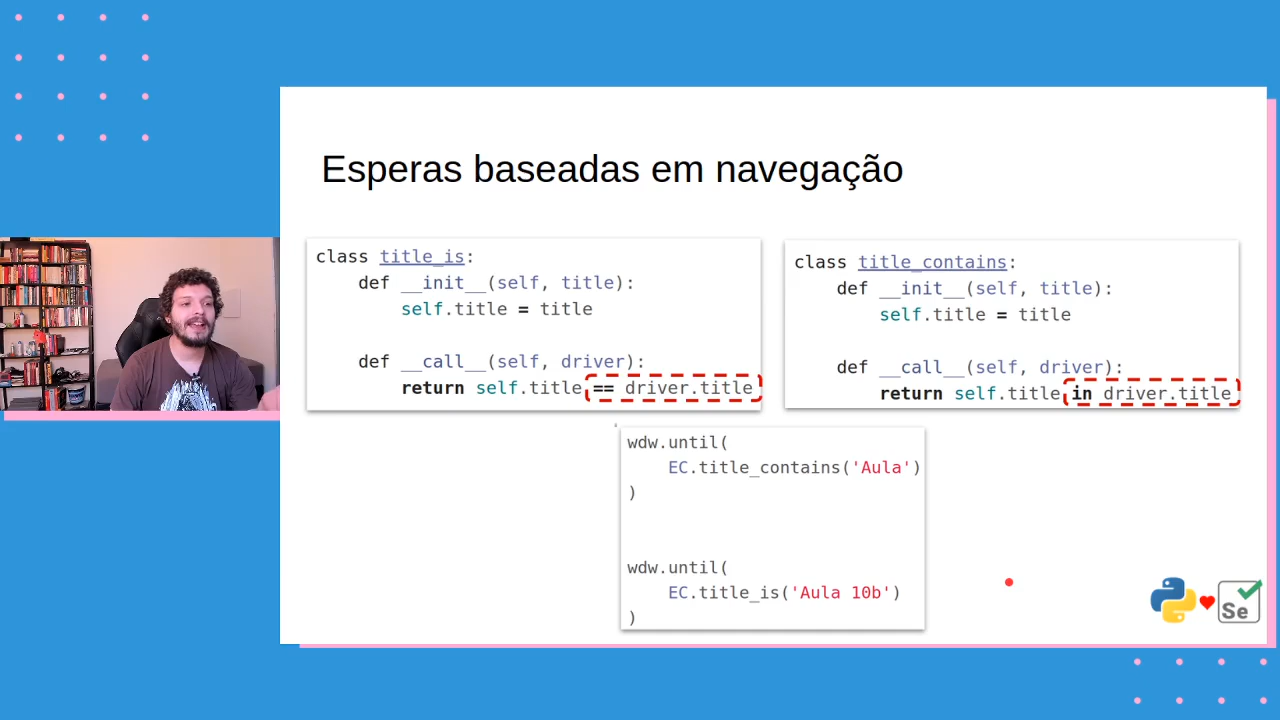 Esperas baseadas em navegação
class title_is:
    def __init__(self, title):
        self.title = title
    def __call__(self, driver):
        return self.title == driver.title
class title_contains:
    def __init__(self, title):
        self.title = title
    def __call__(self, driver):
        return self.title in driver.title
wdw.until(
    EC.title_contains('Aula')
)
wdw.until(
    EC.title_is('Aula 10b')
)
Se